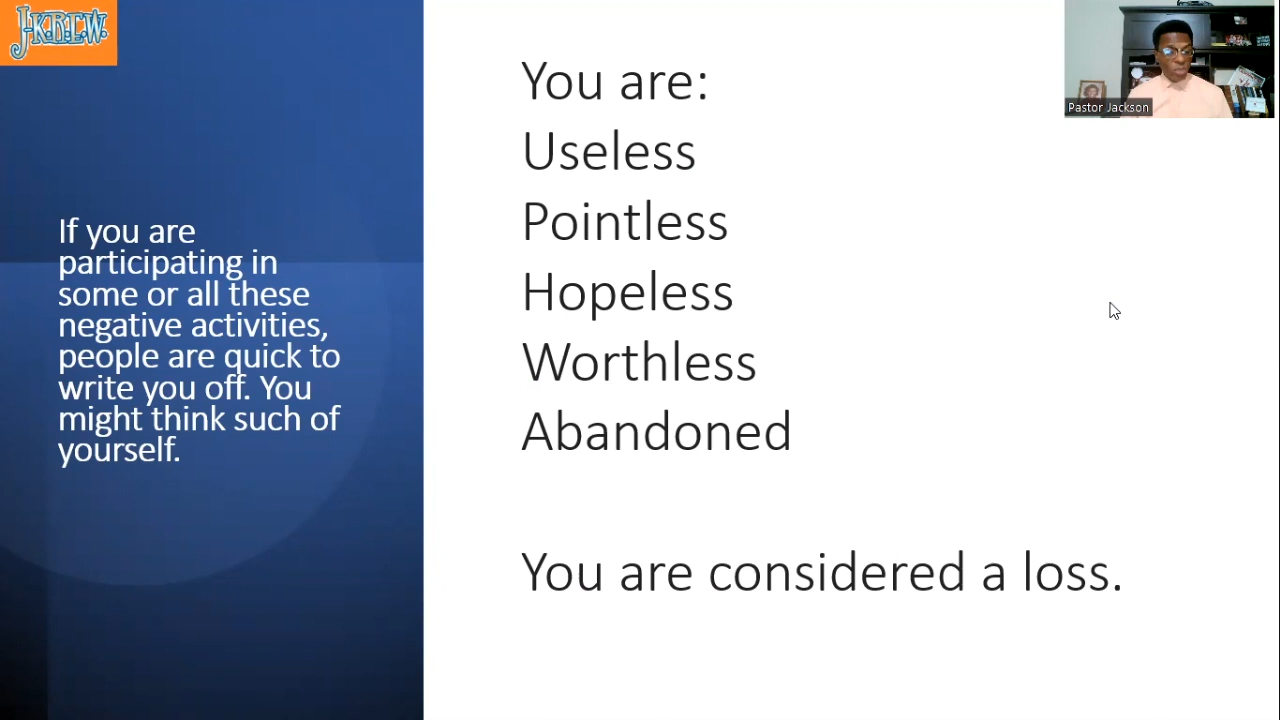 J-KREW
If you are
participating in
some or all these
negative activities,
people are quick to
write you off. You
might think such of
yourself.
You are:
Useless
Pointless
Hopeless
Worthless
Abandoned
You are considered a loss.
Pastor Jackson